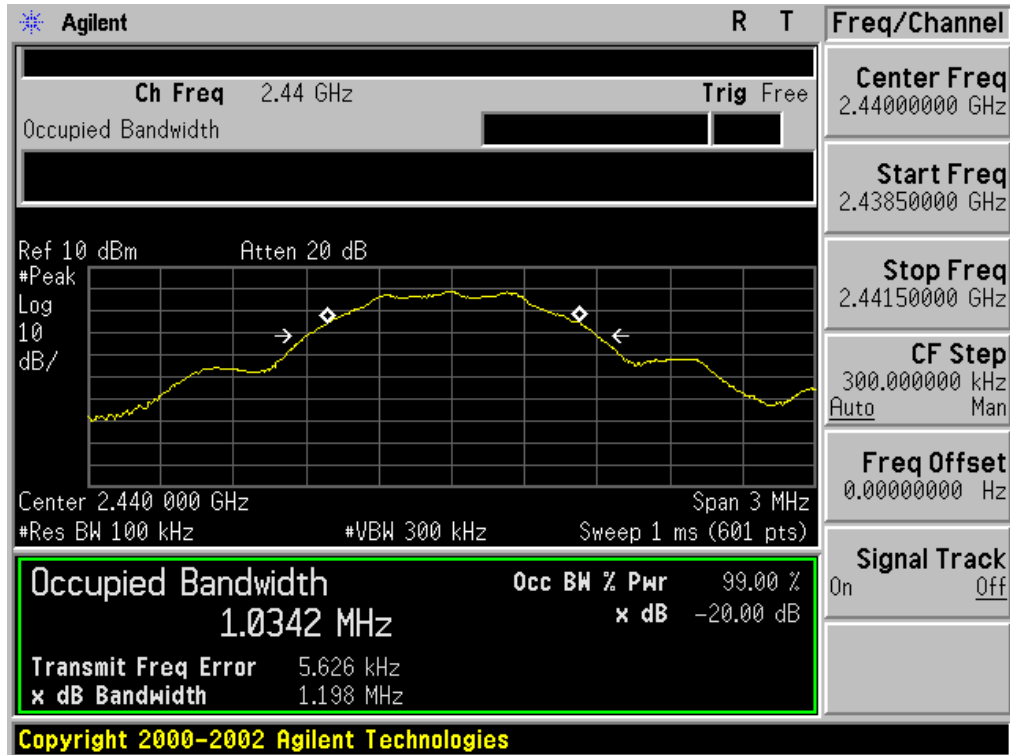 Agilent R T
Freq/Channel
Ch Freq 2.44 GHz Trig Free
Occupied Bandwidth
Center Freq
2.44000000 GHz
Start Freq
2.43850000 GHz
Stop Freq
2.44150000 GHz
CF Step
300.000000 kHz
Auto Man
Freq Offset
0.00000000 Hz
Signal Track
On Off
Ref 10 dBm Atten 20 dB
#Peak
Log
10
dB/
Center 2.440 000 GHz Span 3 MHz
#Res BW 100 kHz #VBW 300 kHz Sweep 1 ms (601 pts)
Occupied Bandwidth Occ BW % Pwr 99.00 %
1.0342 MHz x dB -20.00 dB
Transmit Freq Error 5.626 kHz
x dB Bandwidth 1.198 MHz
Copyright 2000-2002 Agilent Technologies